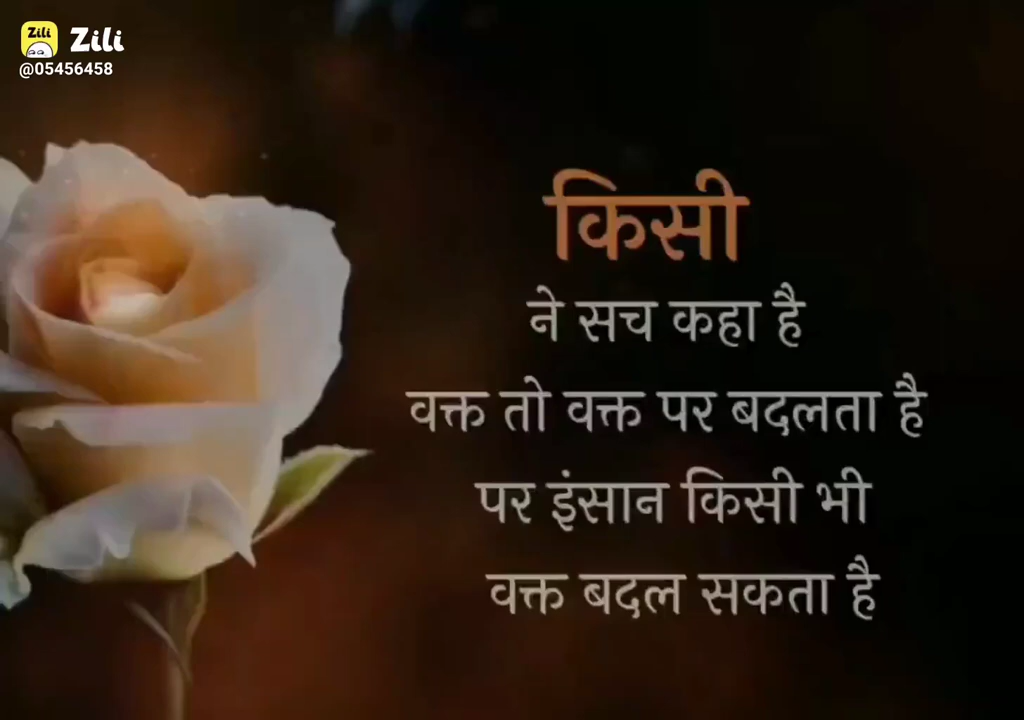 Zili
Zili
@05456458
किसी
ने सच कहा है
वक्त तो वक्त पर बदलता है
पर इंसान किसी भी
वक्त बदल सकता है